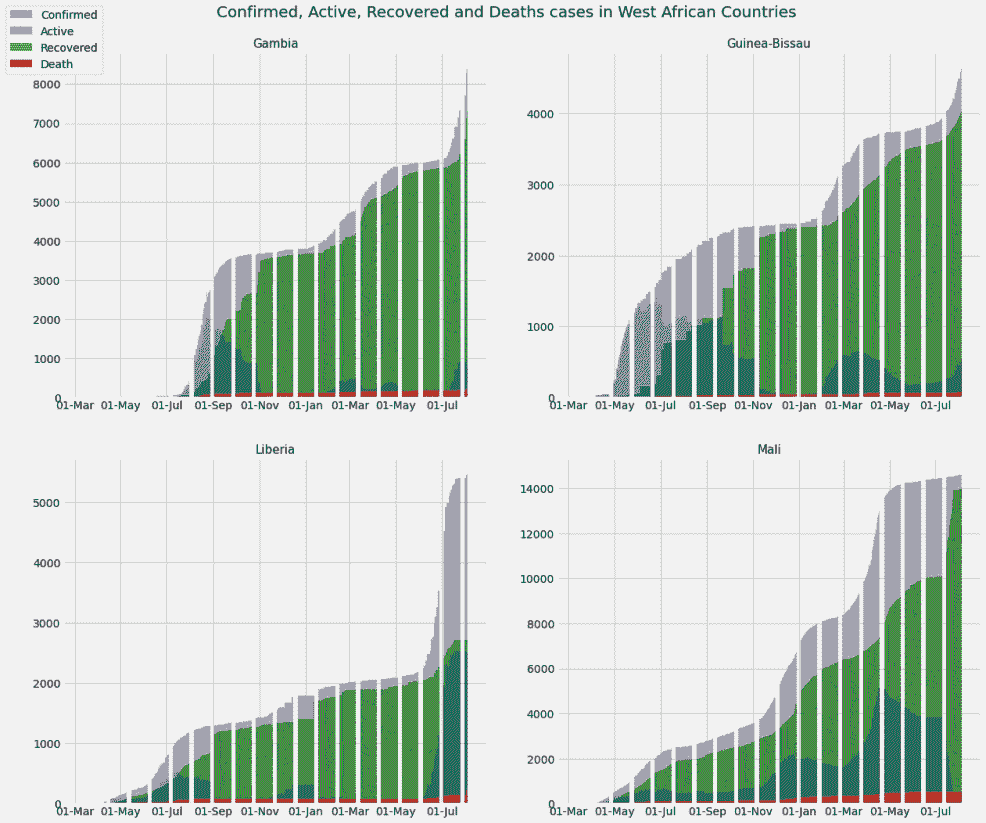 Confirmed, Active, Recovered and Deaths cases in West African Countries
Confirmed
Active
Recovered
Death
Gambia
8000
7000
6000
5000
4000
3000
2000
1000
0
01-Mar 01-May 01-Jul 01-Sep 01-Nov 01-Jan 01-Mar 01-May 01-Jul
Guinea-Bissau
4000
3000
2000
1000
0
01-Mar 01-May 01-Jul 01-Sep 01-Nov 01-Jan 01-Mar 01-May 01-Jul
Liberia
5000
4000
3000
2000
1000
0
01-Mar 01-May 01-Jul 01-Sep 01-Nov 01-Jan 01-Mar 01-May 01-Jul
Mali
14000
12000
10000
8000
6000
4000
2000
0
01-Mar 01-May 01-Jul 01-Sep 01-Nov 01-Jan 01-Mar 01-May 01-Jul